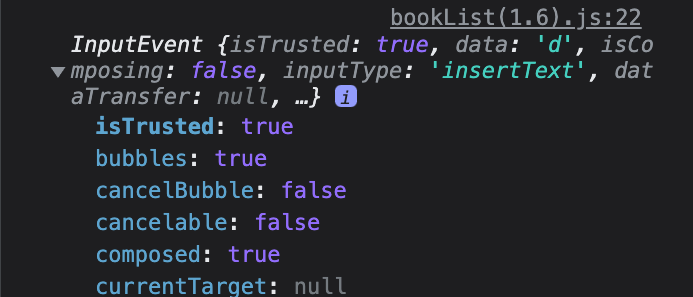 bookList(1.6).js:22
InputEvent {isTrusted: true, data: 'd', isCo
mposing: false, inputType: 'insertText', dat
aTransfer: null, …} i
isTrusted: true
bubbles: true
cancelBubble: false
cancelable: false
composed: true
currentTarget: null